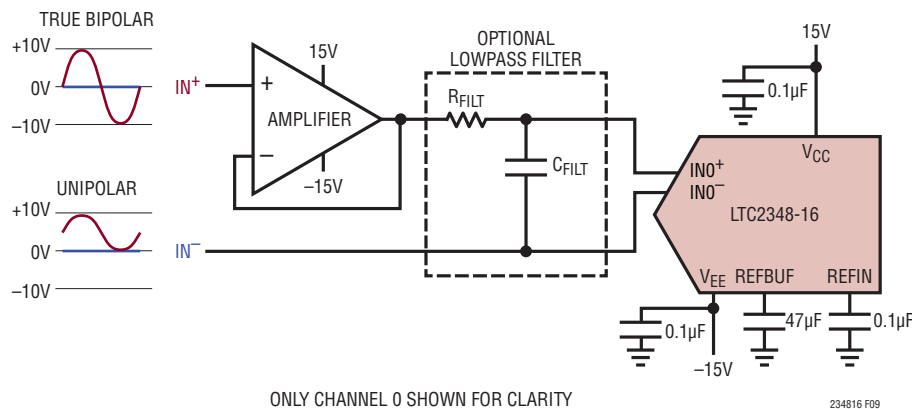 TRUE BIPOLAR
+10V
0V
–10V
UNIPOLAR
+10V
0V
–10V
IN+
IN–
15V
+
AMPLIFIER
–
–15V
OPTIONAL
LOWPASS FILTER
RFILT
CFILT
15V
0.1µF
VCC
IN0+
IN0–
LTC2348-16
VEE REFBUF REFIN
0.1µF
47µF
0.1µF
–15V
ONLY CHANNEL 0 SHOWN FOR CLARITY
234816 F09